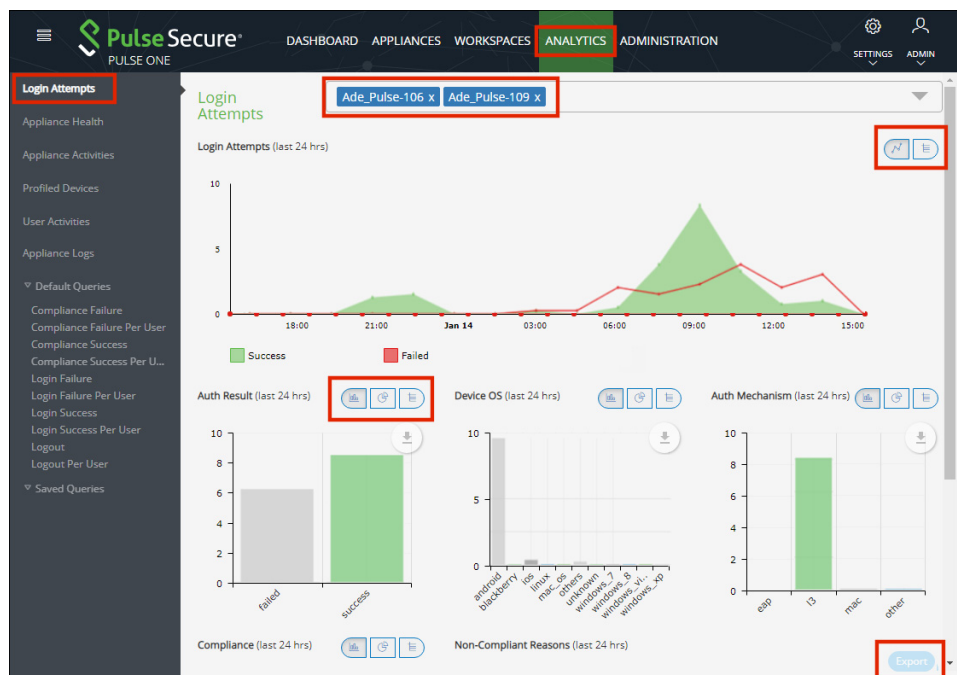 Pulse Secure®
PULSE ONE
DASHBOARD APPLIANCES WORKSPACES ANALYTICS ADMINISTRATION
SETTINGS ADMIN
Login Attempts
Appliance Health
Appliance Activities
Profiled Devices
User Activities
Appliance Logs
Default Queries
Compliance Failure
Compliance Failure Per User
Compliance Success
Compliance Success Per U...
Login Failure
Login Failure Per User
Login Success
Login Success Per User
Logout
Logout Per User
Saved Queries
Login
Attempts
Ade_Pulse-106 x Ade_Pulse-109 x
Login Attempts (last 24 hrs)
10
5
0
18:00 21:00 Jan 14 03:00 06:00 09:00 12:00 15:00
Success Failed
Auth Result (last 24 hrs)
10
8
6
4
2
0
failed success
Device OS (last 24 hrs)
10
5
0
android blackberry ios linux mac_os others unknown windows_7 windows_8 windows_vi.. windows_xp
Auth Mechanism (last 24 hrs)
10
8
6
4
2
0
eap l3 mac other
Compliance (last 24 hrs)
Non-Compliant Reasons (last 24 hrs)
Export